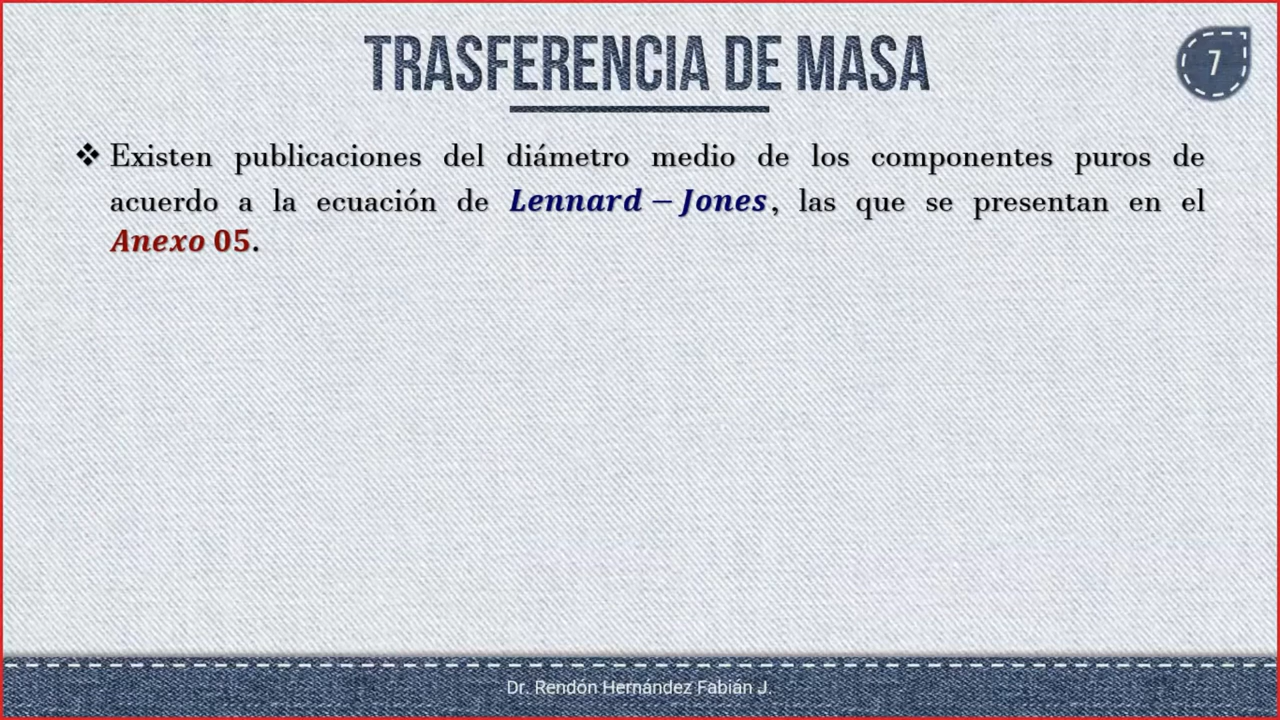 TRASFERENCIA DE MASA
7
❖ Existen publicaciones del diámetro medio de los componentes puros de
acuerdo a la ecuación de Lennard – Jones, las que se presentan en el
Anexo 05.
Dr. Rendón Hernández Fabián J.